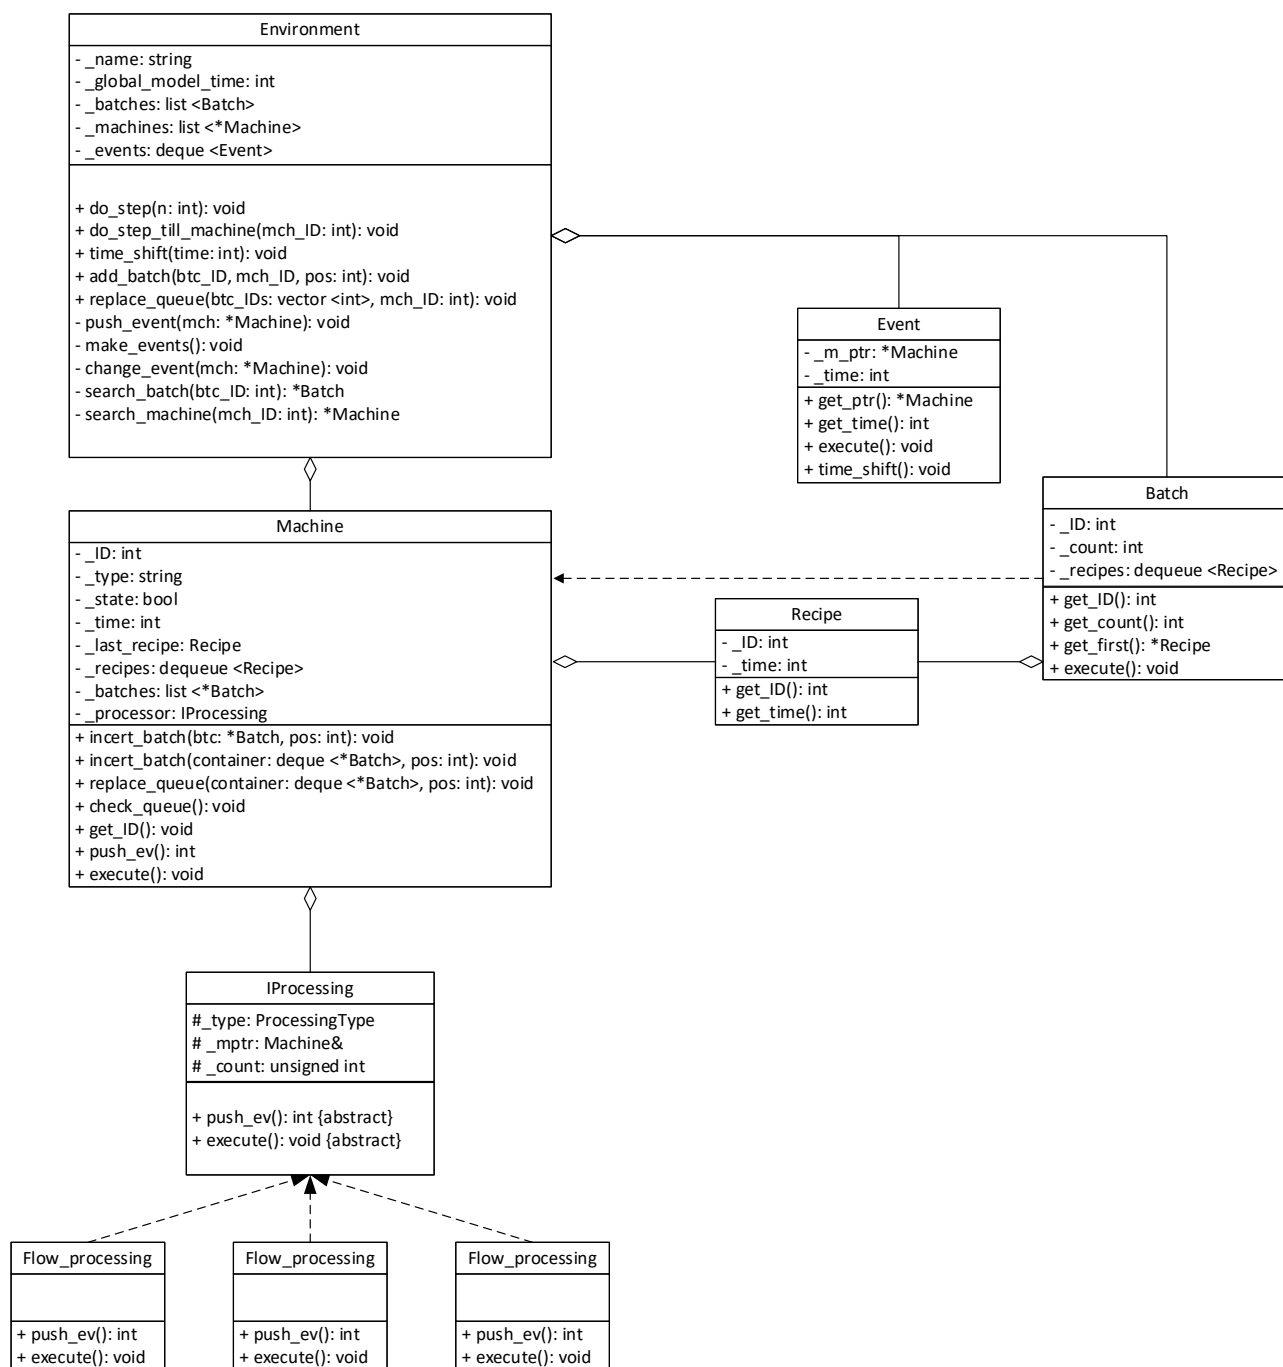 Environment
- _name: string
- _global_model_time: int
- _batches: list <Batch>
- _machines: list <*Machine>
- _events: deque <Event>
+ do_step(n: int): void
+ do_step_till_machine(mch_ID: int): void
+ time_shift(time: int): void
+ add_batch(btc_ID, mch_ID, pos: int): void
+ replace_queue(btc_IDs: vector <int>, mch_ID: int): void
- push_event(mch: *Machine): void
- make_events(): void
- change_event(mch: *Machine): void
- search_batch(btc_ID: int): *Batch
- search_machine(mch_ID: int): *Machine
Event
- _m_ptr: *Machine
- _time: int
+ get_ptr(): *Machine
+ get_time(): int
+ execute(): void
+ time_shift(): void
Batch
- _ID: int
- _count: int
- _recipes: dequeue <Recipe>
+ get_ID(): int
+ get_count(): int
+ get_first(): *Recipe
+ execute(): void
Machine
- _ID: int
- _type: string
- _state: bool
- _time: int
- _last_recipe: Recipe
- _recipes: dequeue <Recipe>
- _batches: list <*Batch>
- _processor: IProcessing
+ incert_batch(btc: *Batch, pos: int): void
+ incert_batch(container: deque <*Batch>, pos: int): void
+ replace_queue(container: deque <*Batch>, pos: int): void
+ check_queue(): void
+ get_ID(): void
+ push_ev(): int
+ execute(): void
Recipe
- _ID: int
- _time: int
+ get_ID(): int
+ get_time(): int
IProcessing
#_type: ProcessingType
# _mptr: Machine&
# _count: unsigned int
+ push_ev(): int {abstract}
+ execute(): void {abstract}
Flow_processing
+ push_ev(): int
+ execute(): void
Flow_processing
+ push_ev(): int
+ execute(): void
Flow_processing
+ push_ev(): int
+ execute(): void